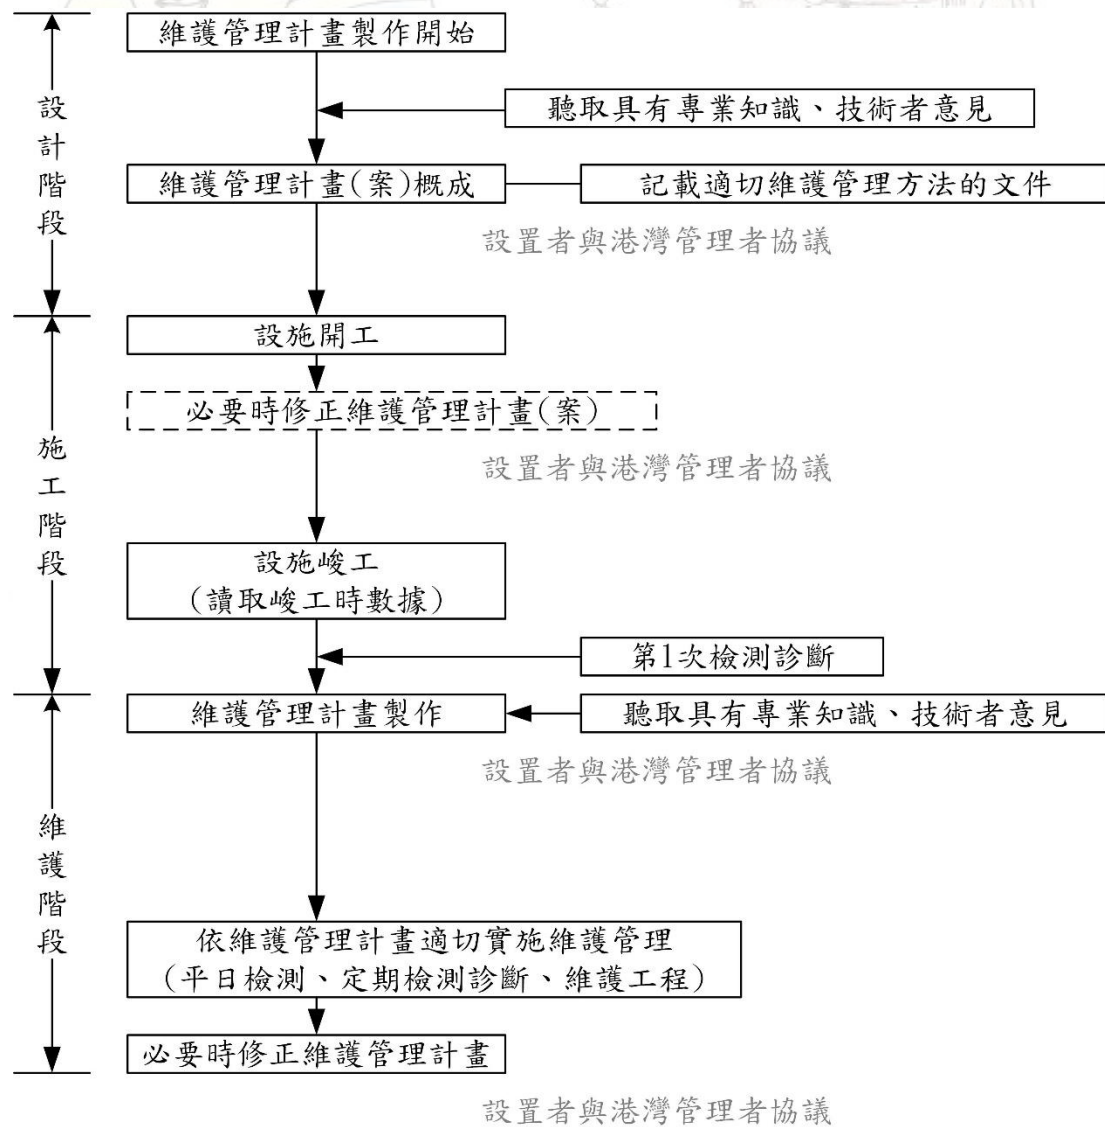 維護管理計畫製作開始
聽取具有專業知識、技術者意見
設計階段
維護管理計畫(案)概成
記載適切維護管理方法的文件
設置者與港灣管理者協議
設施開工
必要時修正維護管理計畫(案)
設置者與港灣管理者協議
施工階段
設施峻工
(讀取峻工時數據)
第1次檢測診斷
維護管理計畫製作
聽取具有專業知識、技術者意見
設置者與港灣管理者協議
維護階段
依維護管理計畫適切實施維護管理
(平日檢測、定期檢測診斷、維護工程)
必要時修正維護管理計畫
設置者與港灣管理者協議